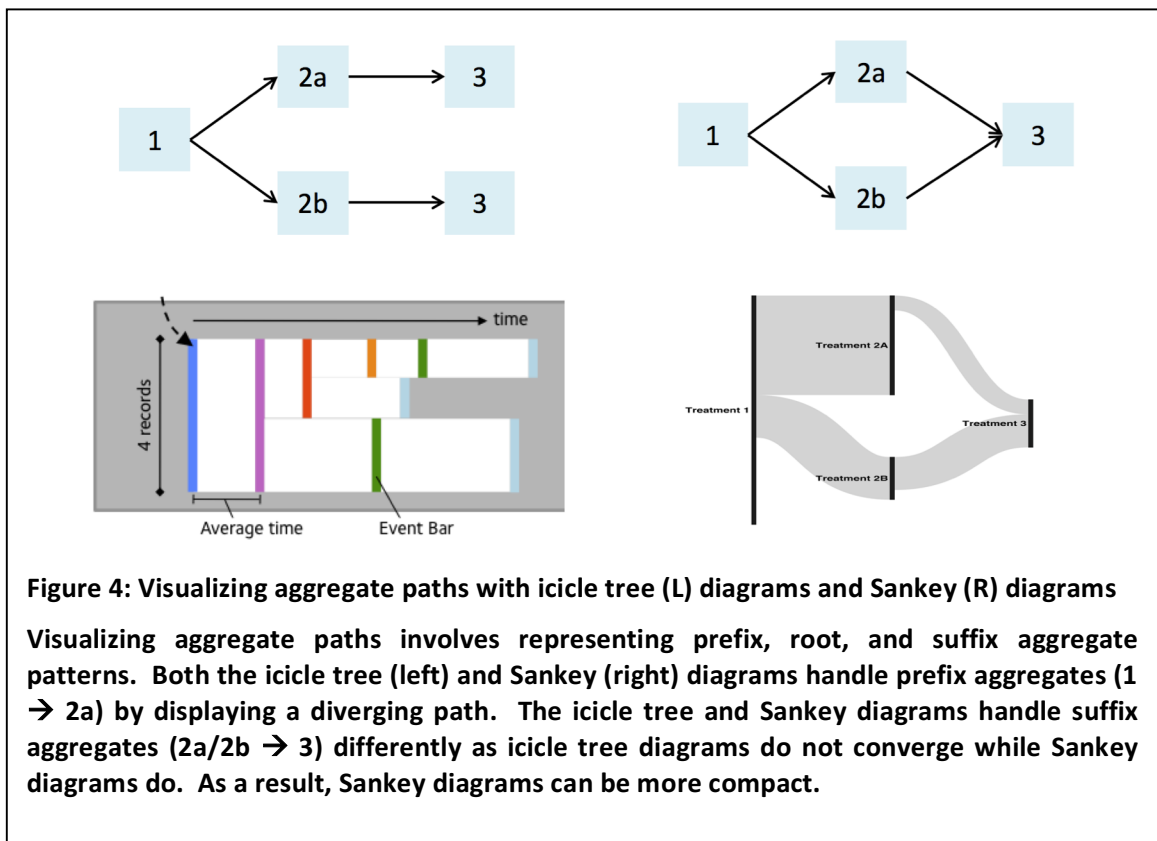 2a
3
1
2b
3
2a
1
3
2b
time
4 records
Average time
Event Bar
Treatment 2A
Treatment 1
Treatment 3
Treatment 2B
Figure 4: Visualizing aggregate paths with icicle tree (L) diagrams and Sankey (R) diagrams
Visualizing aggregate paths involves representing prefix, root, and suffix aggregate
patterns. Both the icicle tree (left) and Sankey (right) diagrams handle prefix aggregates (1
→ 2a) by displaying a diverging path. The icicle tree and Sankey diagrams handle suffix
aggregates (2a/2b → 3) differently as icicle tree diagrams do not converge while Sankey
diagrams do. As a result, Sankey diagrams can be more compact.